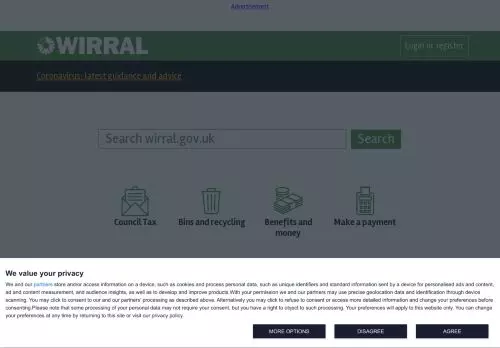 Advertisement
WIRRAL
Login or register
Coronavirus: latest guidance and advice
Search wirral.gov.uk
Search
Council Tax
Bins and recycling
Benefits and
money
Make a payment
We value your privacy
We and our partners store and/or access information on a device, such as cookies and process personal data, such as unique identifiers and standard information sent by a device for personalised ads and content,
ad and content measurement, and audience insights, as well as to develop and improve products.With your permission we and our partners may use precise geolocation data and identification through device
scanning. You may click to consent to our and our partners' processing as described above. Alternatively you may click to refuse to consent or access more detailed information and change your preferences before
consenting.Please note that some processing of your personal data may not require your consent, but you have a right to object to such processing. Your preferences will apply to this website only. You can change
your preferences at any time by returning to this site or visit our privacy policy.
MORE OPTIONS
DISAGREE
AGREE